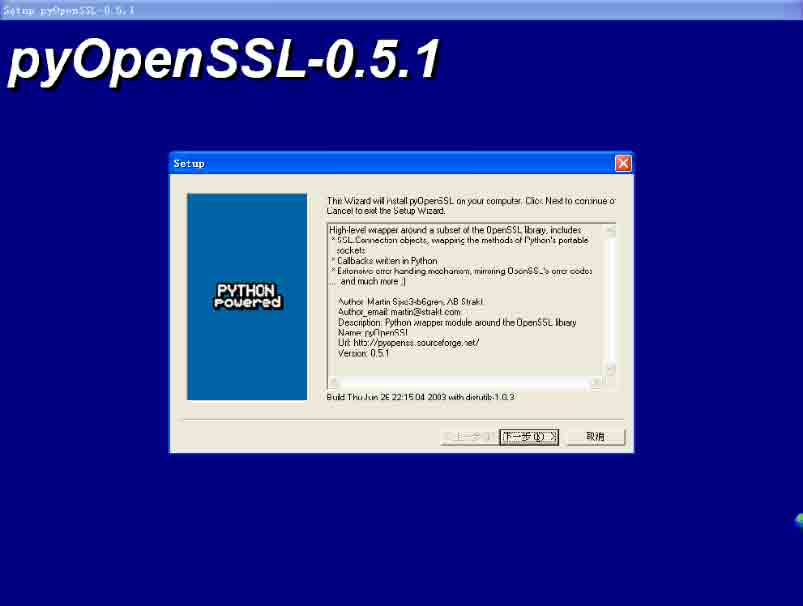 Setup pyOpenSSL-0.5.1
pyOpenSSL-0.5.1
Setup
This Wizard will install pyOpenSSL on your computer. Click Next to continue or
Cancel to exit the Setup Wizard.
High-level wrapper around a subset of the OpenSSL library, includes
* SSL.Connection objects, wrapping the methods of Python's portable
sockets
* Callbacks written in Python
* Extensive error-handling mechanism, mirroring OpenSSL's error codes
... and much more ;)
PYTHON
powered
Author: Martin AB Strakt
Author_email: martin@strakt.com
Description: Python wrapper module around the OpenSSL library
Name: pyOpenSSL
Url: http://pyopenssl.sourceforge.net/
Version: 0.5.1
Build Thu Jun 26 22:15:04 2003 with distutils-1.0.3
上一步 下一步(N) > 取消